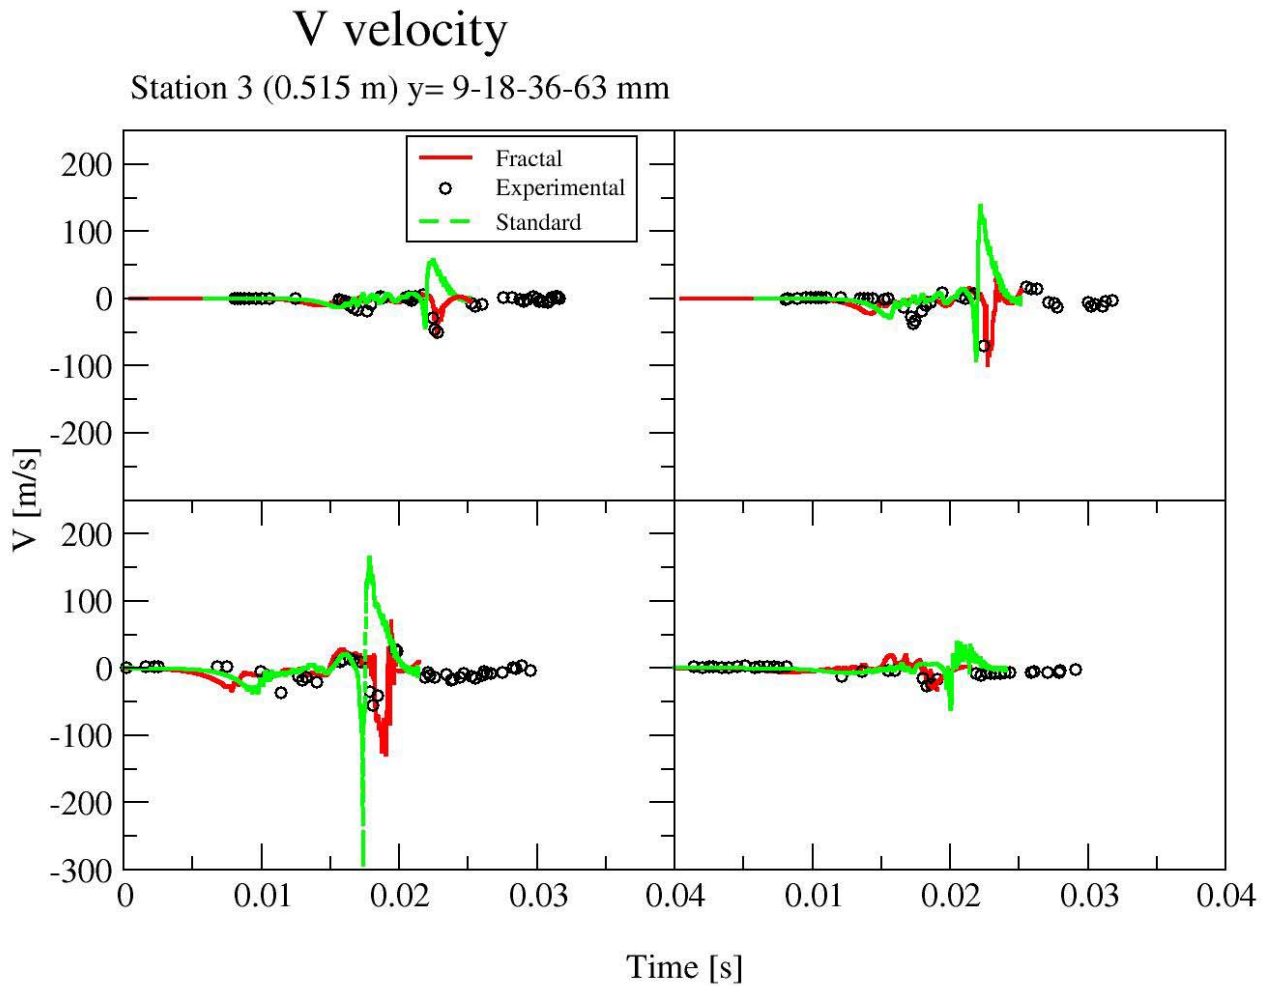 V velocity
Station 3 (0.515 m) y= 9-18-36-63 mm
Fractal
Experimental
Standard
200
100
0
-100
-200
V [m/s]
200
100
0
-100
-200
-300
0 0.01 0.02 0.03 0.04 0.01 0.02 0.03 0.04
Time [s]